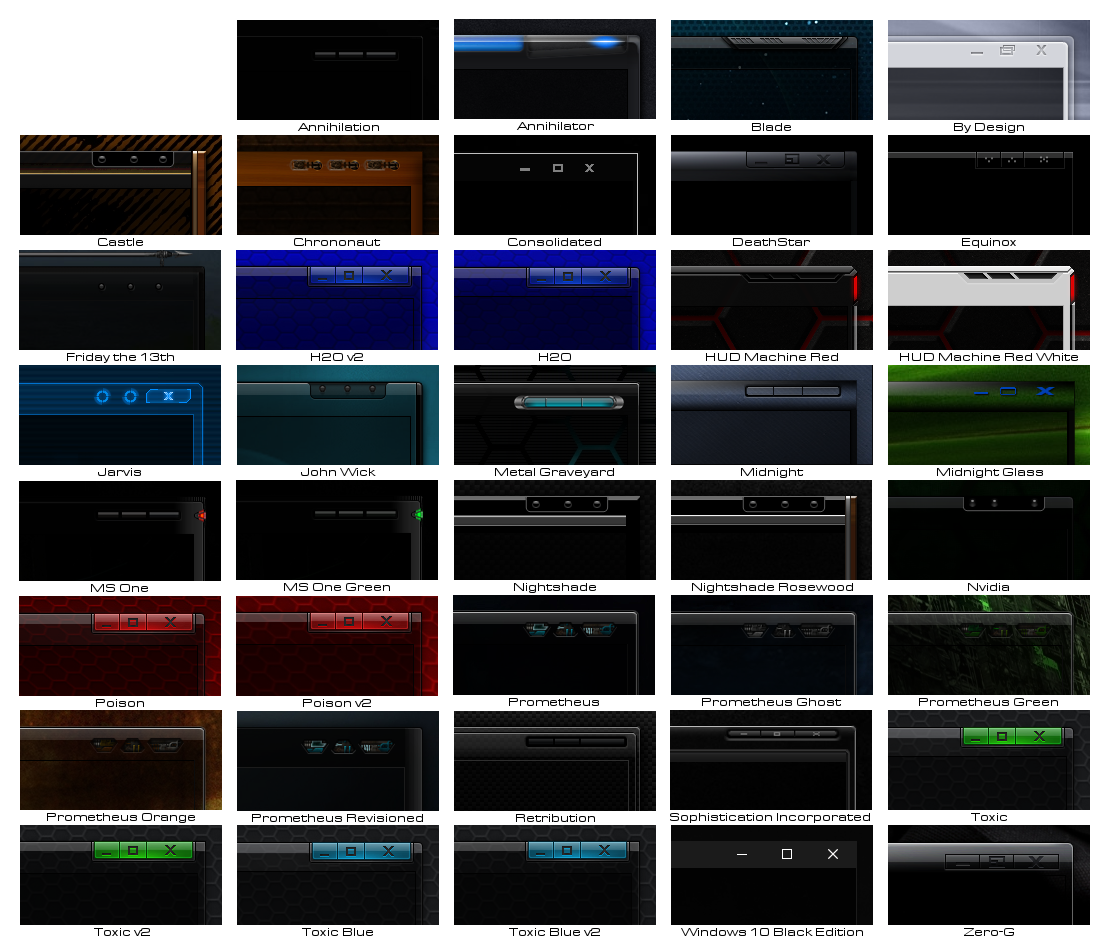 Annihilation
Annihilator
Blade
By Design
Castle
Chrononaut
Consolidated
DeathStar
Equinox
Friday the 13th
H2O v2
H2O
HUD Machine Red
HUD Machine Red White
Jarvis
John Wick
Metal Graveyard
Midnight
Midnight Glass
MS One
MS One Green
Nightshade
Nightshade Rosewood
Nvidia
Poison
Poison v2
Prometheus
Prometheus Ghost
Prometheus Green
Prometheus Orange
Prometheus Revisioned
Retribution
Sophistication Incorporated
Toxic
Toxic v2
Toxic Blue
Toxic Blue v2
Windows 10 Black Edition
Zero-G